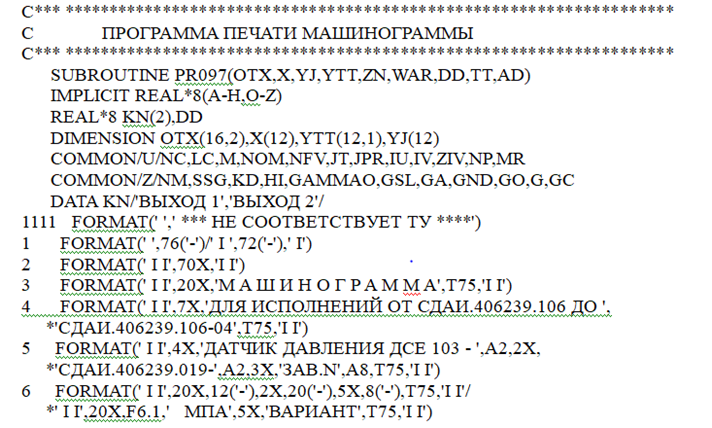 C*** *********************************************************************
C ПРОГРАММА ПЕЧАТИ МАШИНОГРАММЫ
C*** *********************************************************************
SUBROUTINE PR097(OTX,X,YJ,YTT,ZN,WAR,DD,TT,AD)
IMPLICIT REAL*8(A-H,O-Z)
REAL*8 KN(2),DD
DIMENSION OTX(16,2),X(12),YTT(12,1),YJ(12)
COMMON/U/NC,LC,M,NOM,NFV,JT,JPR,IU,IV,ZIV,NP,MR
COMMON/Z/NM,SSG,KD,HI,GAMMAO,GSL,GA,GND,GO,G,GC
DATA KN/'ВЫХОД 1','ВЫХОД 2'/
1111 FORMAT(' ',' *** НЕ СООТВЕТСТВУЕТ ТУ ****')
1 FORMAT(' ',76('-')/' I ',72('-'),' I')
2 FORMAT(' I I',70X,'I I')
3 FORMAT(' I I',20X,'М А Ш И Н О Г Р А М М А',T75,'I I')
4 FORMAT(' I I',7X,'ДЛЯ ИСПОЛНЕНИЙ ОТ СДАИ.406239.106 ДО ',
*'СДАИ.406239.106-04',T75,'I I')
5 FORMAT(' I I',4X,'ДАТЧИК ДАВЛЕНИЯ ДСЕ 103 - ',A2,2X,
*'СДАИ.406239.019-',A2,3X,'ЗАВ.N',A8,T75,'I I')
6 FORMAT(' I I',20X,12('-'),2X,20('-'),5X,8('-'),T75,'I I'/
*' I I',20X,F6.1,' МПА',5X,'ВАРИАНТ',T75,'I I')